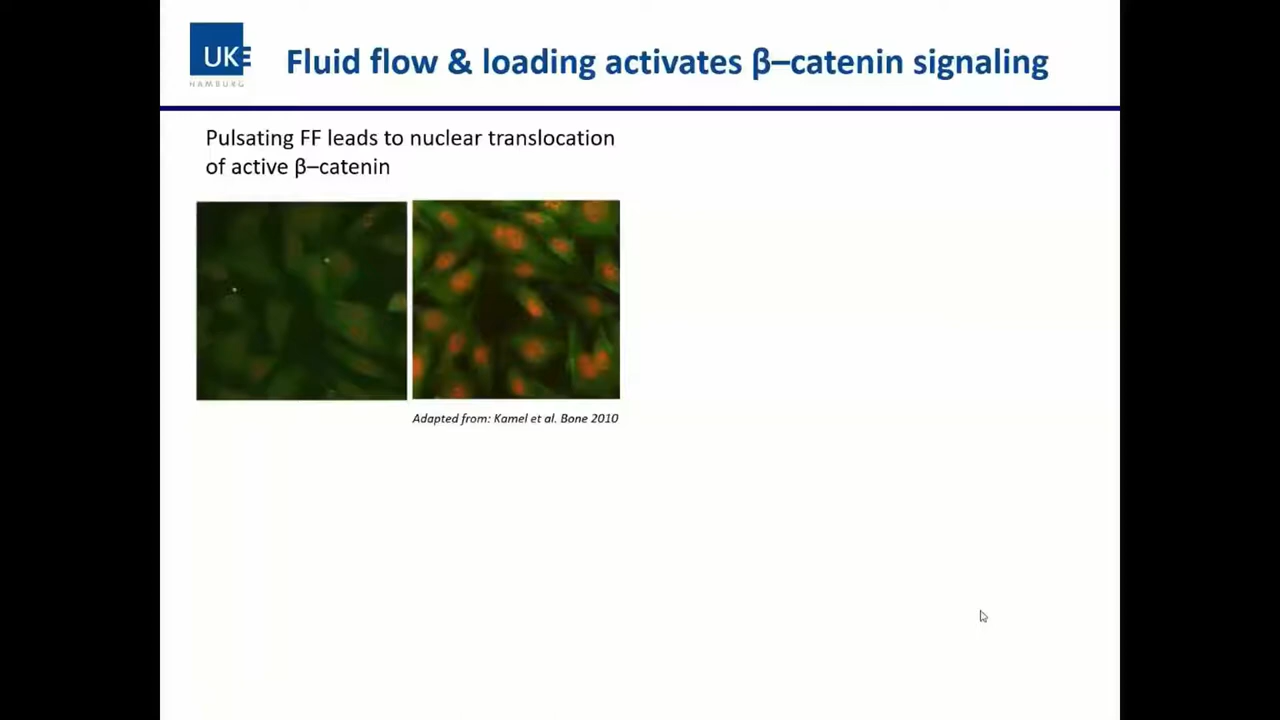 UKE
HAMBURG
Fluid flow & loading activates β–catenin signaling
Pulsating FF leads to nuclear translocation
of active β–catenin
Adapted from: Kamel et al. Bone 2010